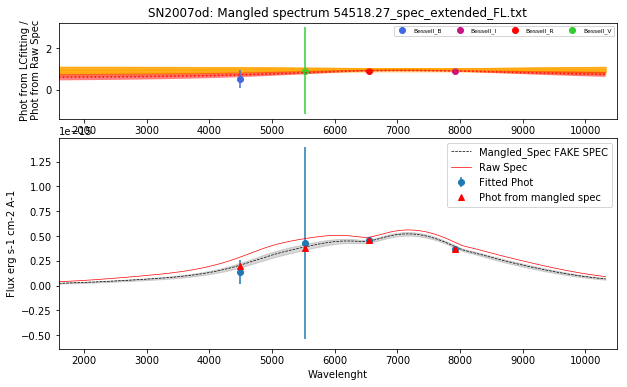 SN2007od: Mangled spectrum 54518.27_spec_extended_FL.txt
Phot from LCfitting /
Phot from Raw Spec
Bessell_B Bessell_I Bessell_R Bessell_V
2
0
2000 3000 4000 5000 6000 7000 8000 9000 10000
Flux erg s-1 cm-2 A-1
Mangled_Spec FAKE SPEC
Raw Spec
Fitted Phot
Phot from mangled spec
1.25
1.00
0.75
0.50
0.25
0.00
−0.25
−0.50
2000 3000 4000 5000 6000 7000 8000 9000 10000
Wavelenght